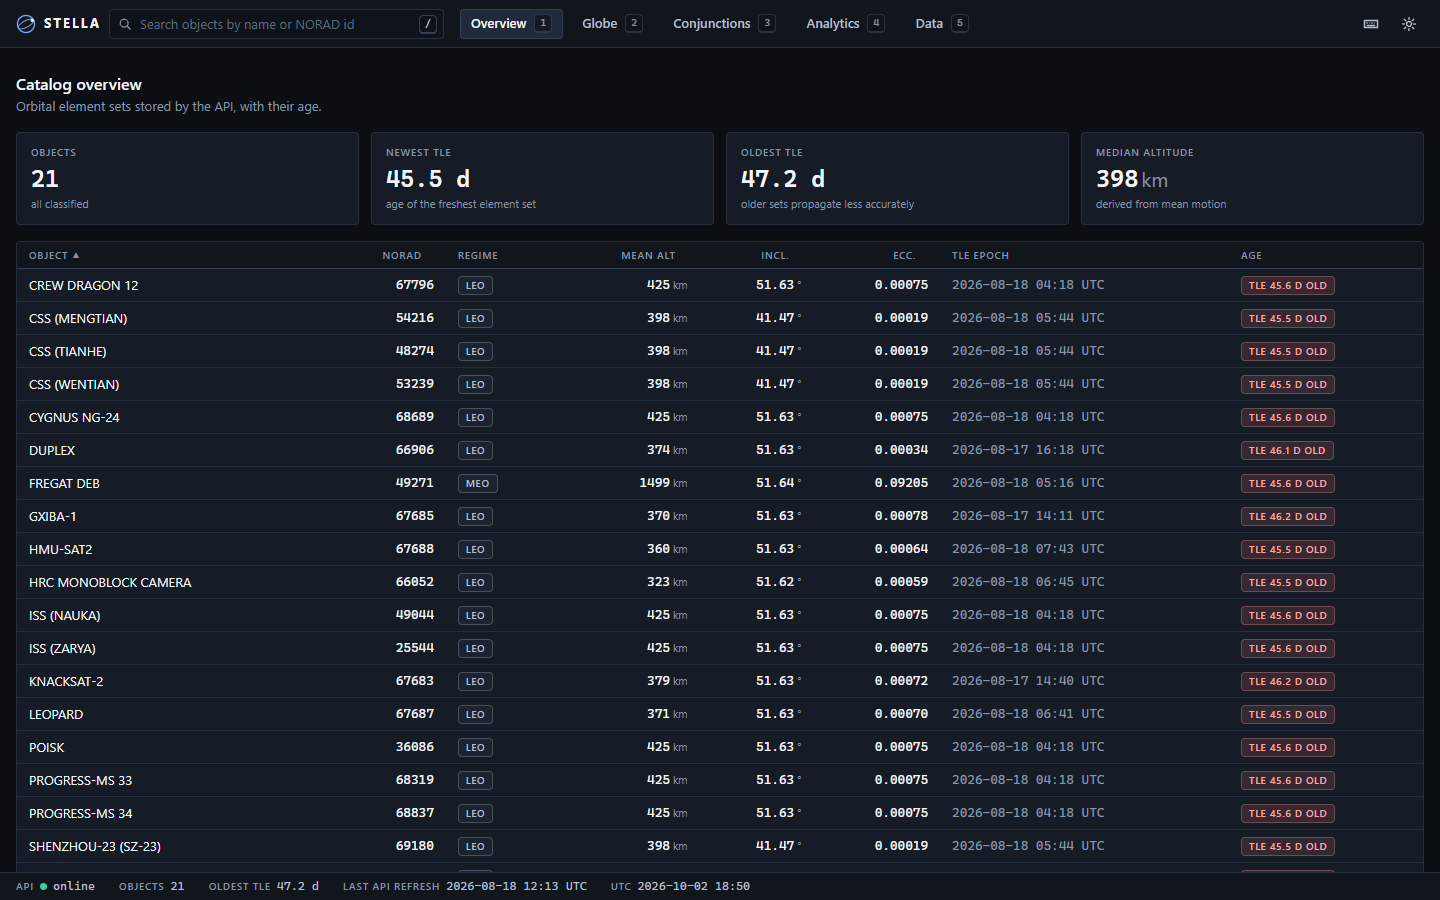 STELLA Search objects by name or NORAD id / Overview 1 Globe 2 Conjunctions 3 Analytics 4 Data 5
Catalog overview
Orbital element sets stored by the API, with their age.
OBJECTS
21
all classified
NEWEST TLE
45.5 d
age of the freshest element set
OLDEST TLE
47.2 d
older sets propagate less accurately
MEDIAN ALTITUDE
398 km
derived from mean motion
OBJECT ▲ NORAD REGIME MEAN ALT INCL. ECC. TLE EPOCH AGE
CREW DRAGON 12 67796 LEO 425 km 51.63 ° 0.00075 2026-08-18 04:18 UTC TLE 45.6 D OLD
CSS (MENGTIAN) 54216 LEO 398 km 41.47 ° 0.00019 2026-08-18 05:44 UTC TLE 45.5 D OLD
CSS (TIANHE) 48274 LEO 398 km 41.47 ° 0.00019 2026-08-18 05:44 UTC TLE 45.5 D OLD
CSS (WENTIAN) 53239 LEO 398 km 41.47 ° 0.00019 2026-08-18 05:44 UTC TLE 45.5 D OLD
CYGNUS NG-24 68689 LEO 425 km 51.63 ° 0.00075 2026-08-18 04:18 UTC TLE 45.6 D OLD
DUPLEX 66906 LEO 374 km 51.63 ° 0.00034 2026-08-17 16:18 UTC TLE 46.1 D OLD
FREGAT DEB 49271 MEO 1499 km 51.64 ° 0.09205 2026-08-18 05:16 UTC TLE 45.6 D OLD
GXIBA-1 67685 LEO 370 km 51.63 ° 0.00078 2026-08-17 14:11 UTC TLE 46.2 D OLD
HMU-SAT2 67688 LEO 360 km 51.63 ° 0.00064 2026-08-18 07:43 UTC TLE 45.5 D OLD
HRC MONOBLOCK CAMERA 66052 LEO 323 km 51.62 ° 0.00059 2026-08-18 06:45 UTC TLE 45.5 D OLD
ISS (NAUKA) 49044 LEO 425 km 51.63 ° 0.00075 2026-08-18 04:18 UTC TLE 45.6 D OLD
ISS (ZARYA) 25544 LEO 425 km 51.63 ° 0.00075 2026-08-18 04:18 UTC TLE 45.6 D OLD
KNACKSAT-2 67683 LEO 379 km 51.63 ° 0.00072 2026-08-17 14:40 UTC TLE 46.2 D OLD
LEOPARD 67687 LEO 371 km 51.63 ° 0.00070 2026-08-18 06:41 UTC TLE 45.5 D OLD
POISK 36086 LEO 425 km 51.63 ° 0.00075 2026-08-18 04:18 UTC TLE 45.6 D OLD
PROGRESS-MS 33 68319 LEO 425 km 51.63 ° 0.00075 2026-08-18 04:18 UTC TLE 45.6 D OLD
PROGRESS-MS 34 68837 LEO 425 km 51.63 ° 0.00075 2026-08-18 04:18 UTC TLE 45.6 D OLD
SHENZHOU-23 (SZ-23) 69180 LEO 398 km 41.47 ° 0.00019 2026-08-18 05:44 UTC TLE 45.5 D OLD
API ● online OBJECTS 21 OLDEST TLE 47.2 d LAST API REFRESH 2026-08-18 12:13 UTC UTC 2026-10-02 18:50